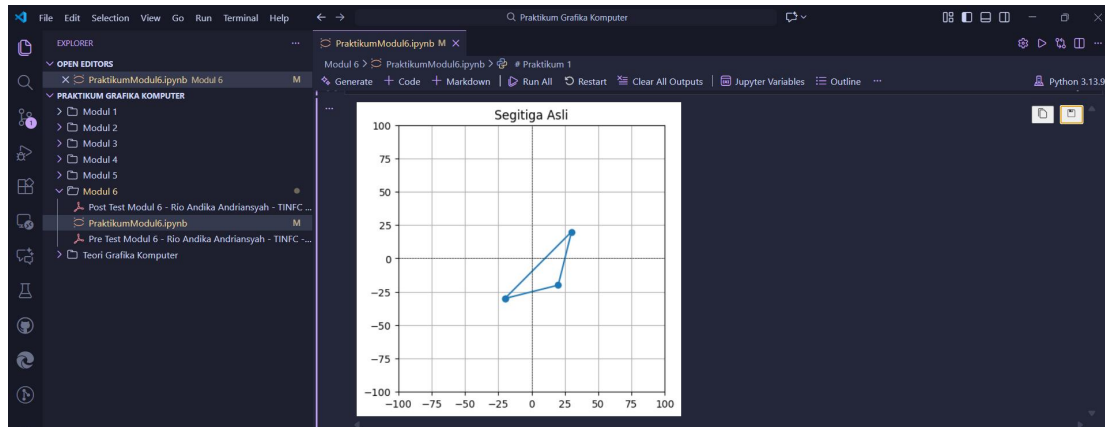 File Edit Selection View Go Run Terminal Help
Praktikum Grafika Komputer
EXPLORER
OPEN EDITORS
PraktikumModul6.ipynb Modul 6 M
PRAKTIKUM GRAFIKA KOMPUTER
Modul 1
Modul 2
Modul 3
Modul 4
Modul 5
Modul 6
Post Test Modul 6 - Rio Andika Andriansyah - TINFC ...
PraktikumModul6.ipynb M
Pre Test Modul 6 - Rio Andika Andriansyah - TINFC -...
Teori Grafika Komputer
1
PraktikumModul6.ipynb M
Modul 6 > PraktikumModul6.ipynb > # Praktikum 1
Generate + Code + Markdown | Run All Restart Clear All Outputs | Jupyter Variables Outline ...
Python 3.13.9
Segitiga Asli
100
75
50
25
0
−25
−50
−75
−100
−100 −75 −50 −25 0 25 50 75 100